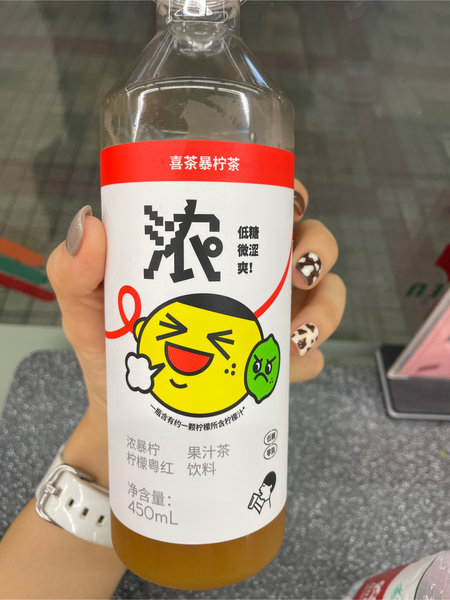 喜茶暴柠茶
浓
低糖
微涩
爽!
一瓶含有约一颗柠檬所含柠檬汁*
浓暴柠
柠檬粤红
果汁茶
饮料
低糖
净含量:
450mL